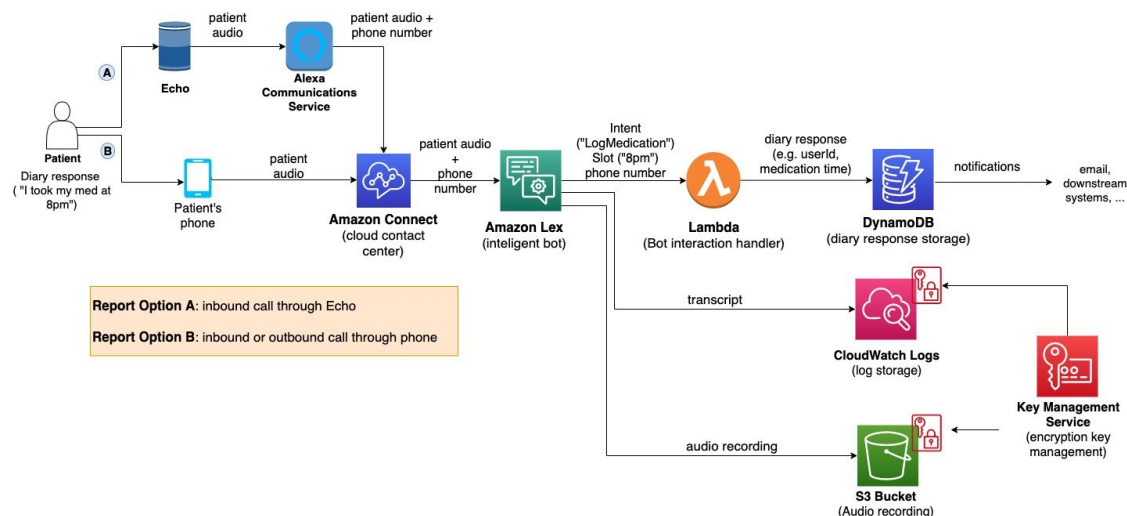 patient
audio
patient audio +
phone number
A
Echo
Alexa
Communications
Service
B
Patient
Diary response
( "I took my med at
8pm")
Patient's
phone
patient
audio
Amazon Connect
(cloud contact
center)
patient audio
+
phone
number
Amazon Lex
(inteligent bot)
Intent
("LogMedication")
Slot ("8pm")
phone number
Lambda
(Bot interaction handler)
diary response
(e.g. userId,
medication time)
DynamoDB
(diary response storage)
notifications
email,
downstream
systems, ...
Report Option A: inbound call through Echo
Report Option B: inbound or outbound call through phone
transcript
CloudWatch Logs
(log storage)
Key Management
Service
(encryption key
management)
audio recording
S3 Bucket
(Audio recording)